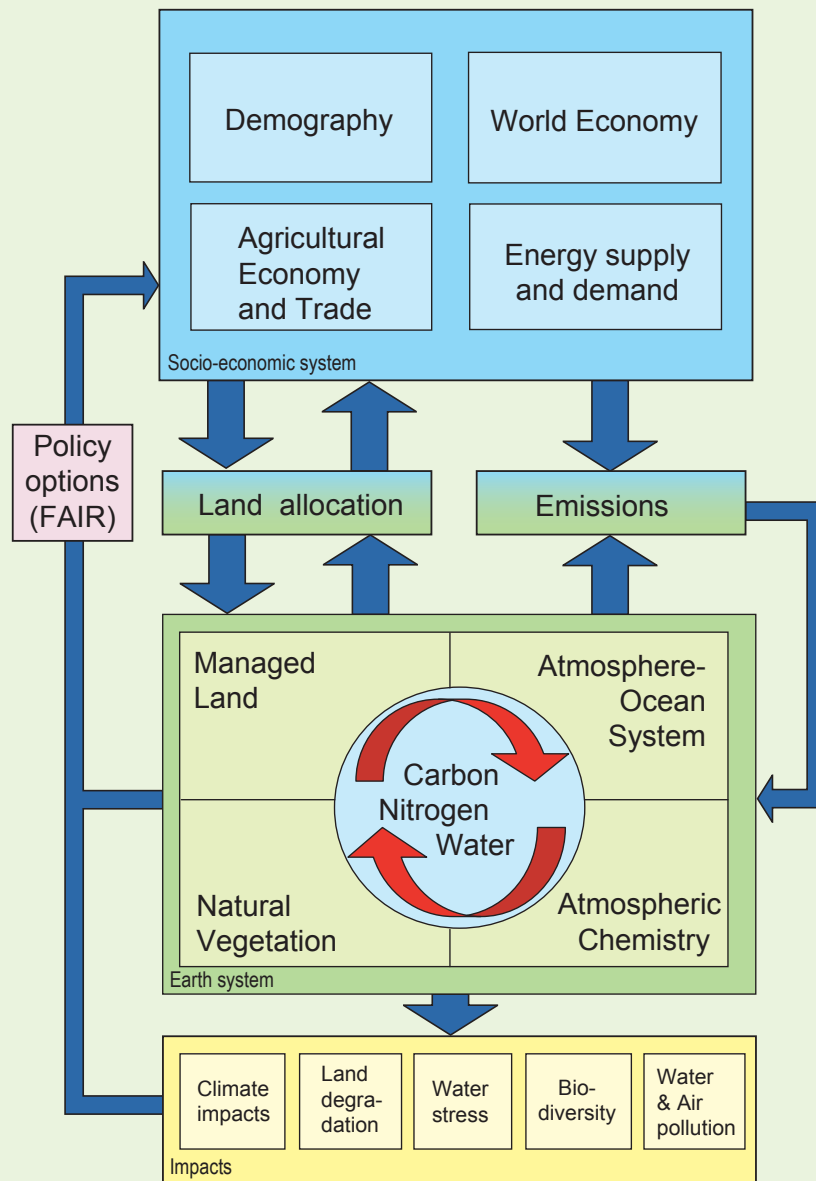 Demography
World Economy
Agricultural
Economy
and Trade
Energy supply
and demand
Socio-economic system
Policy
options
(FAIR)
Land allocation
Emissions
Managed
Land
Atmosphere-
Ocean
System
Carbon
Nitrogen
Water
Natural
Vegetation
Atmospheric
Chemistry
Earth system
Climate
impacts
Land
degra-
dation
Water
stress
Bio-
diversity
Water
& Air
pollution
Impacts